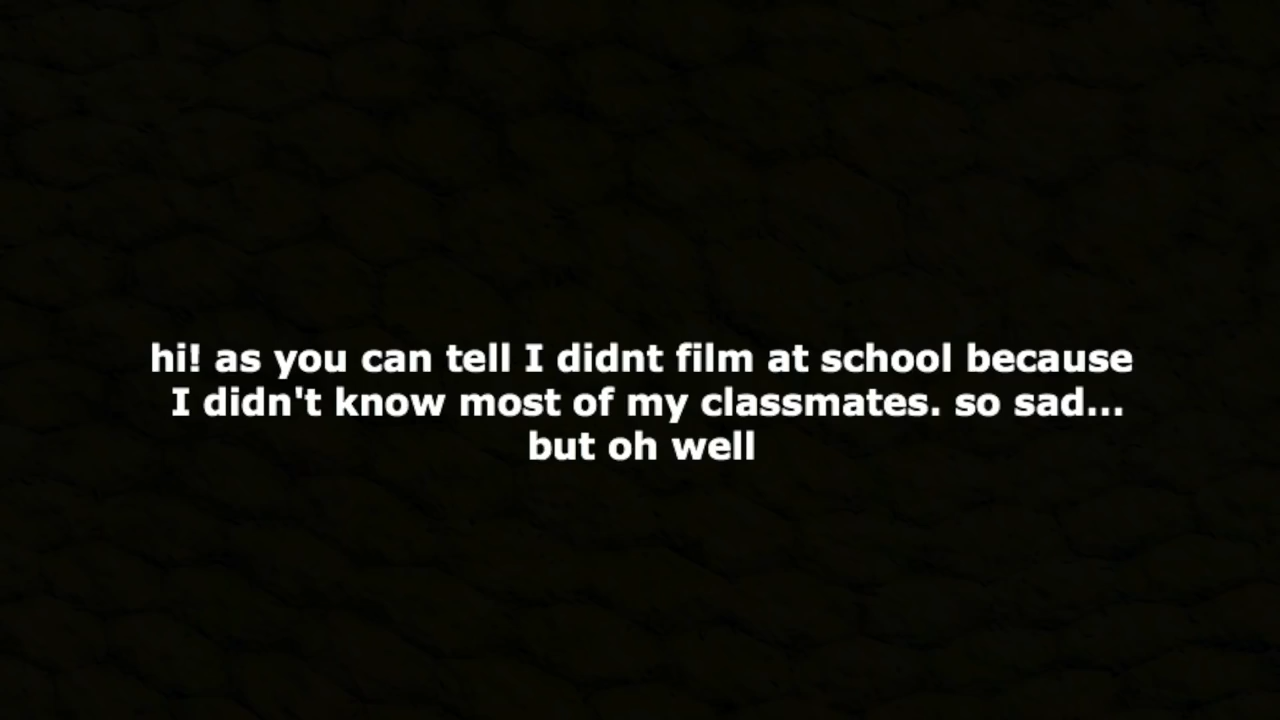 hi! as you can tell I didnt film at school because
I didn't know most of my classmates. so sad...
but oh well